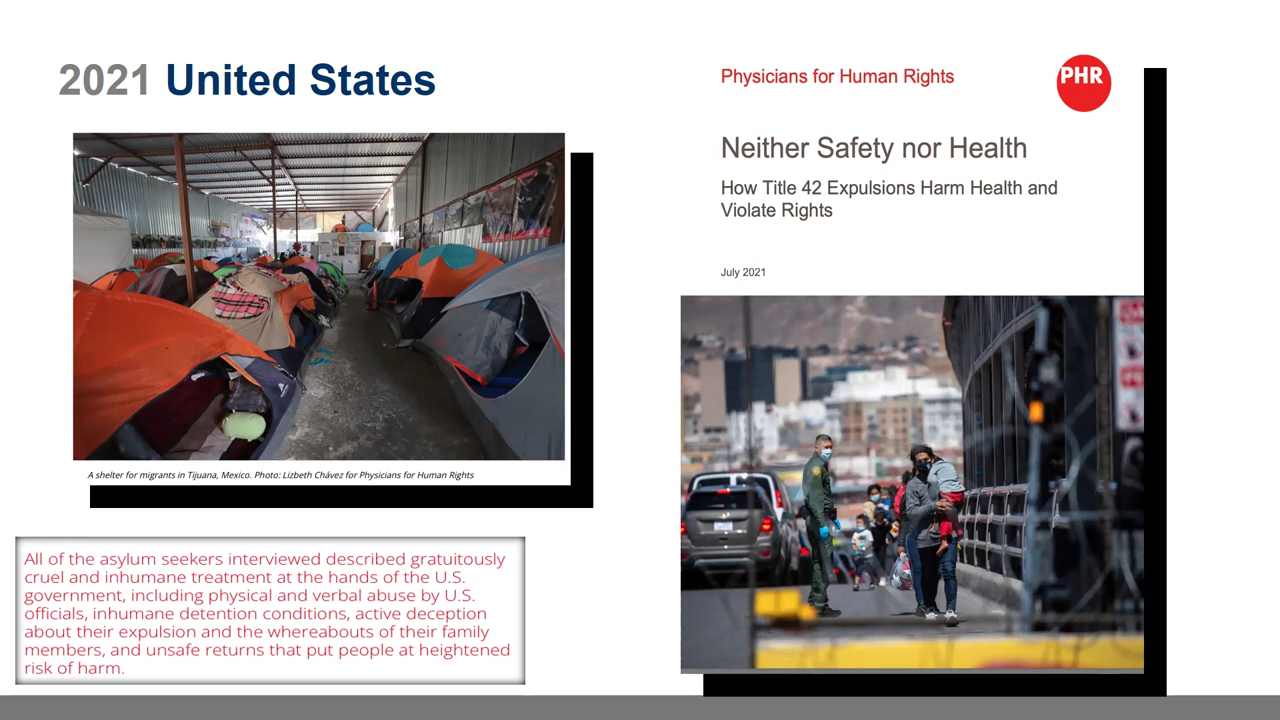 2021 United States
A shelter for migrants in Tijuana, Mexico. Photo: Lizbeth Chávez for Physicians for Human Rights
All of the asylum seekers interviewed described gratuitously
cruel and inhumane treatment at the hands of the U.S.
government, including physical and verbal abuse by U.S.
officials, inhumane detention conditions, active deception
about their expulsion and the whereabouts of their family
members, and unsafe returns that put people at heightened
risk of harm.
Physicians for Human Rights
PHR
Neither Safety nor Health
How Title 42 Expulsions Harm Health and
Violate Rights
July 2021